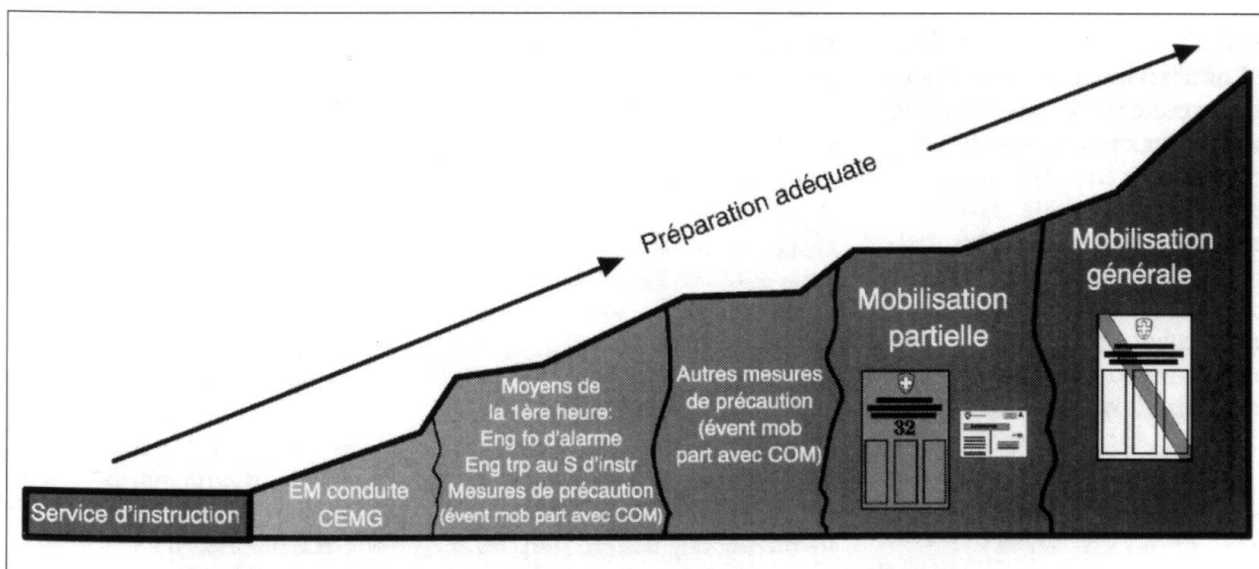 Préparation adéquate
Service d'instruction
EM conduite
CEMG
Moyens de
la 1ère heure:
Eng fo d'alarme
Eng trp au S d'instr
Mesures de précaution
(évent mob part avec COM)
Autres mesures
de précaution
(évent mob
part avec COM)
Mobilisation
partielle
32
Mobilisation
générale